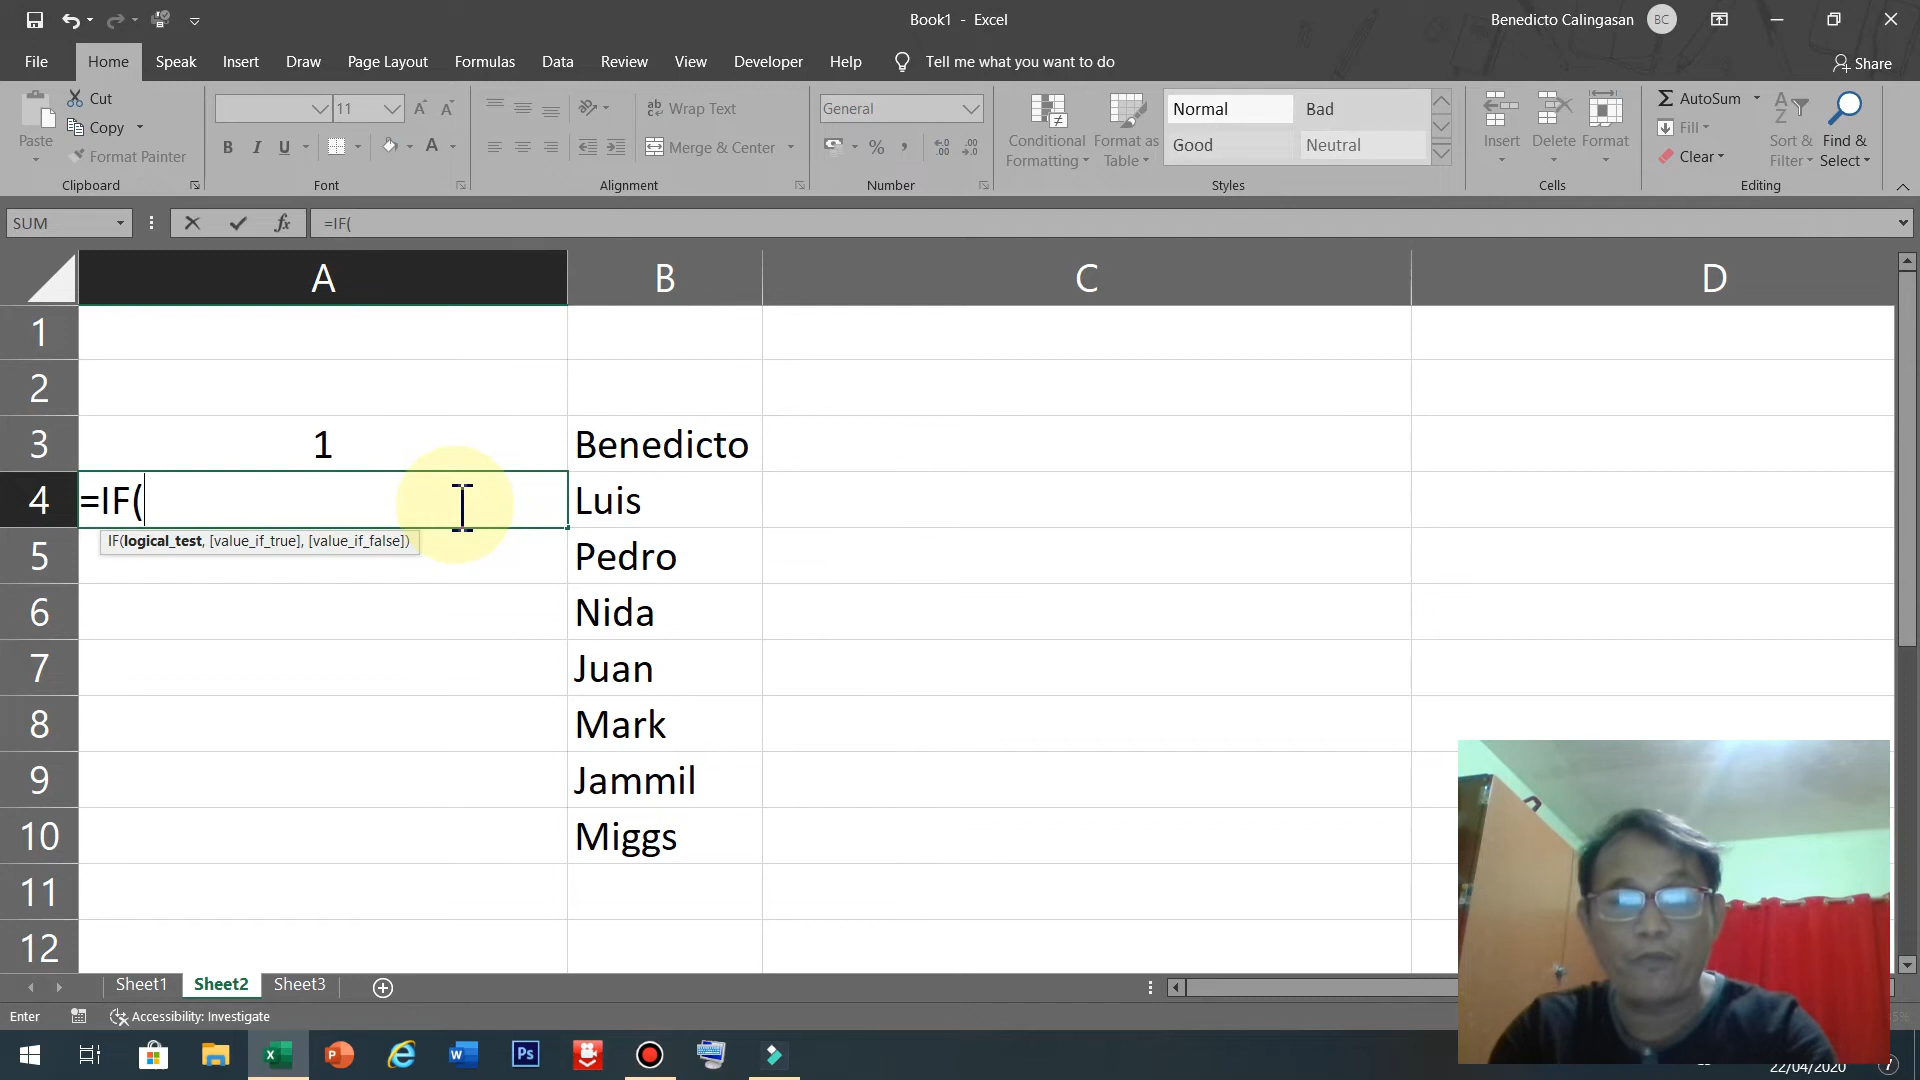 Book1 - Excel
Benedicto Calingasan BC
File Home Speak Insert Draw Page Layout Formulas Data Review View Developer Help Tell me what you want to do Share
Paste
Cut
Copy
Format Painter
Clipboard
11
B I U A
Font
ab Wrap Text
Merge & Center
Alignment
General
% ,
Number
Conditional Formatting
Format as Table
Normal Bad
Good Neutral
Styles
Insert Delete Format
Cells
AutoSum
Fill
Clear
Sort & Filter
Find & Select
Editing
SUM fx =IF(
A B C D
1
2
3 1 Benedicto
4 =IF( Luis
IF(logical_test, [value_if_true], [value_if_false])
5 Pedro
6 Nida
7 Juan
8 Mark
9 Jammil
10 Miggs
11
12
Sheet1 Sheet2 Sheet3
Enter Accessibility: Investigate
22/04/2020